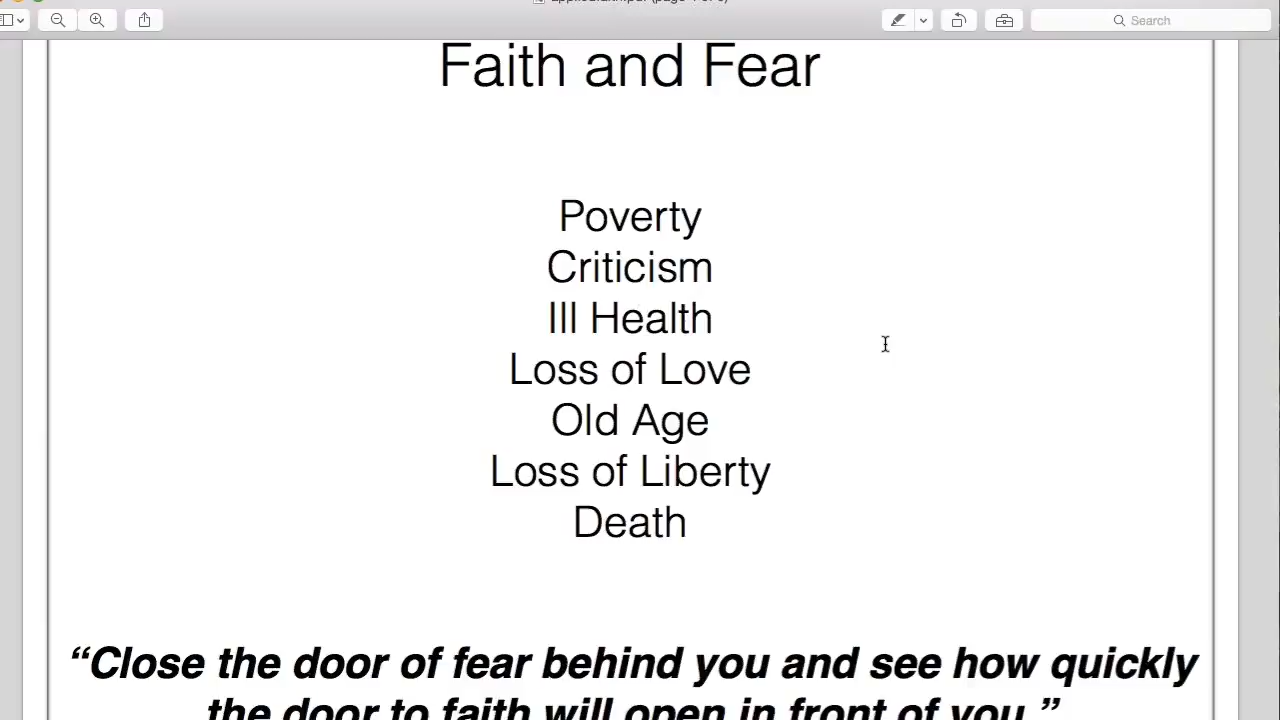 Search
Faith and Fear
Poverty
Criticism
Ill Health
Loss of Love
Old Age
Loss of Liberty
Death
“Close the door of fear behind you and see how quickly
the door to faith will open in front of you.”